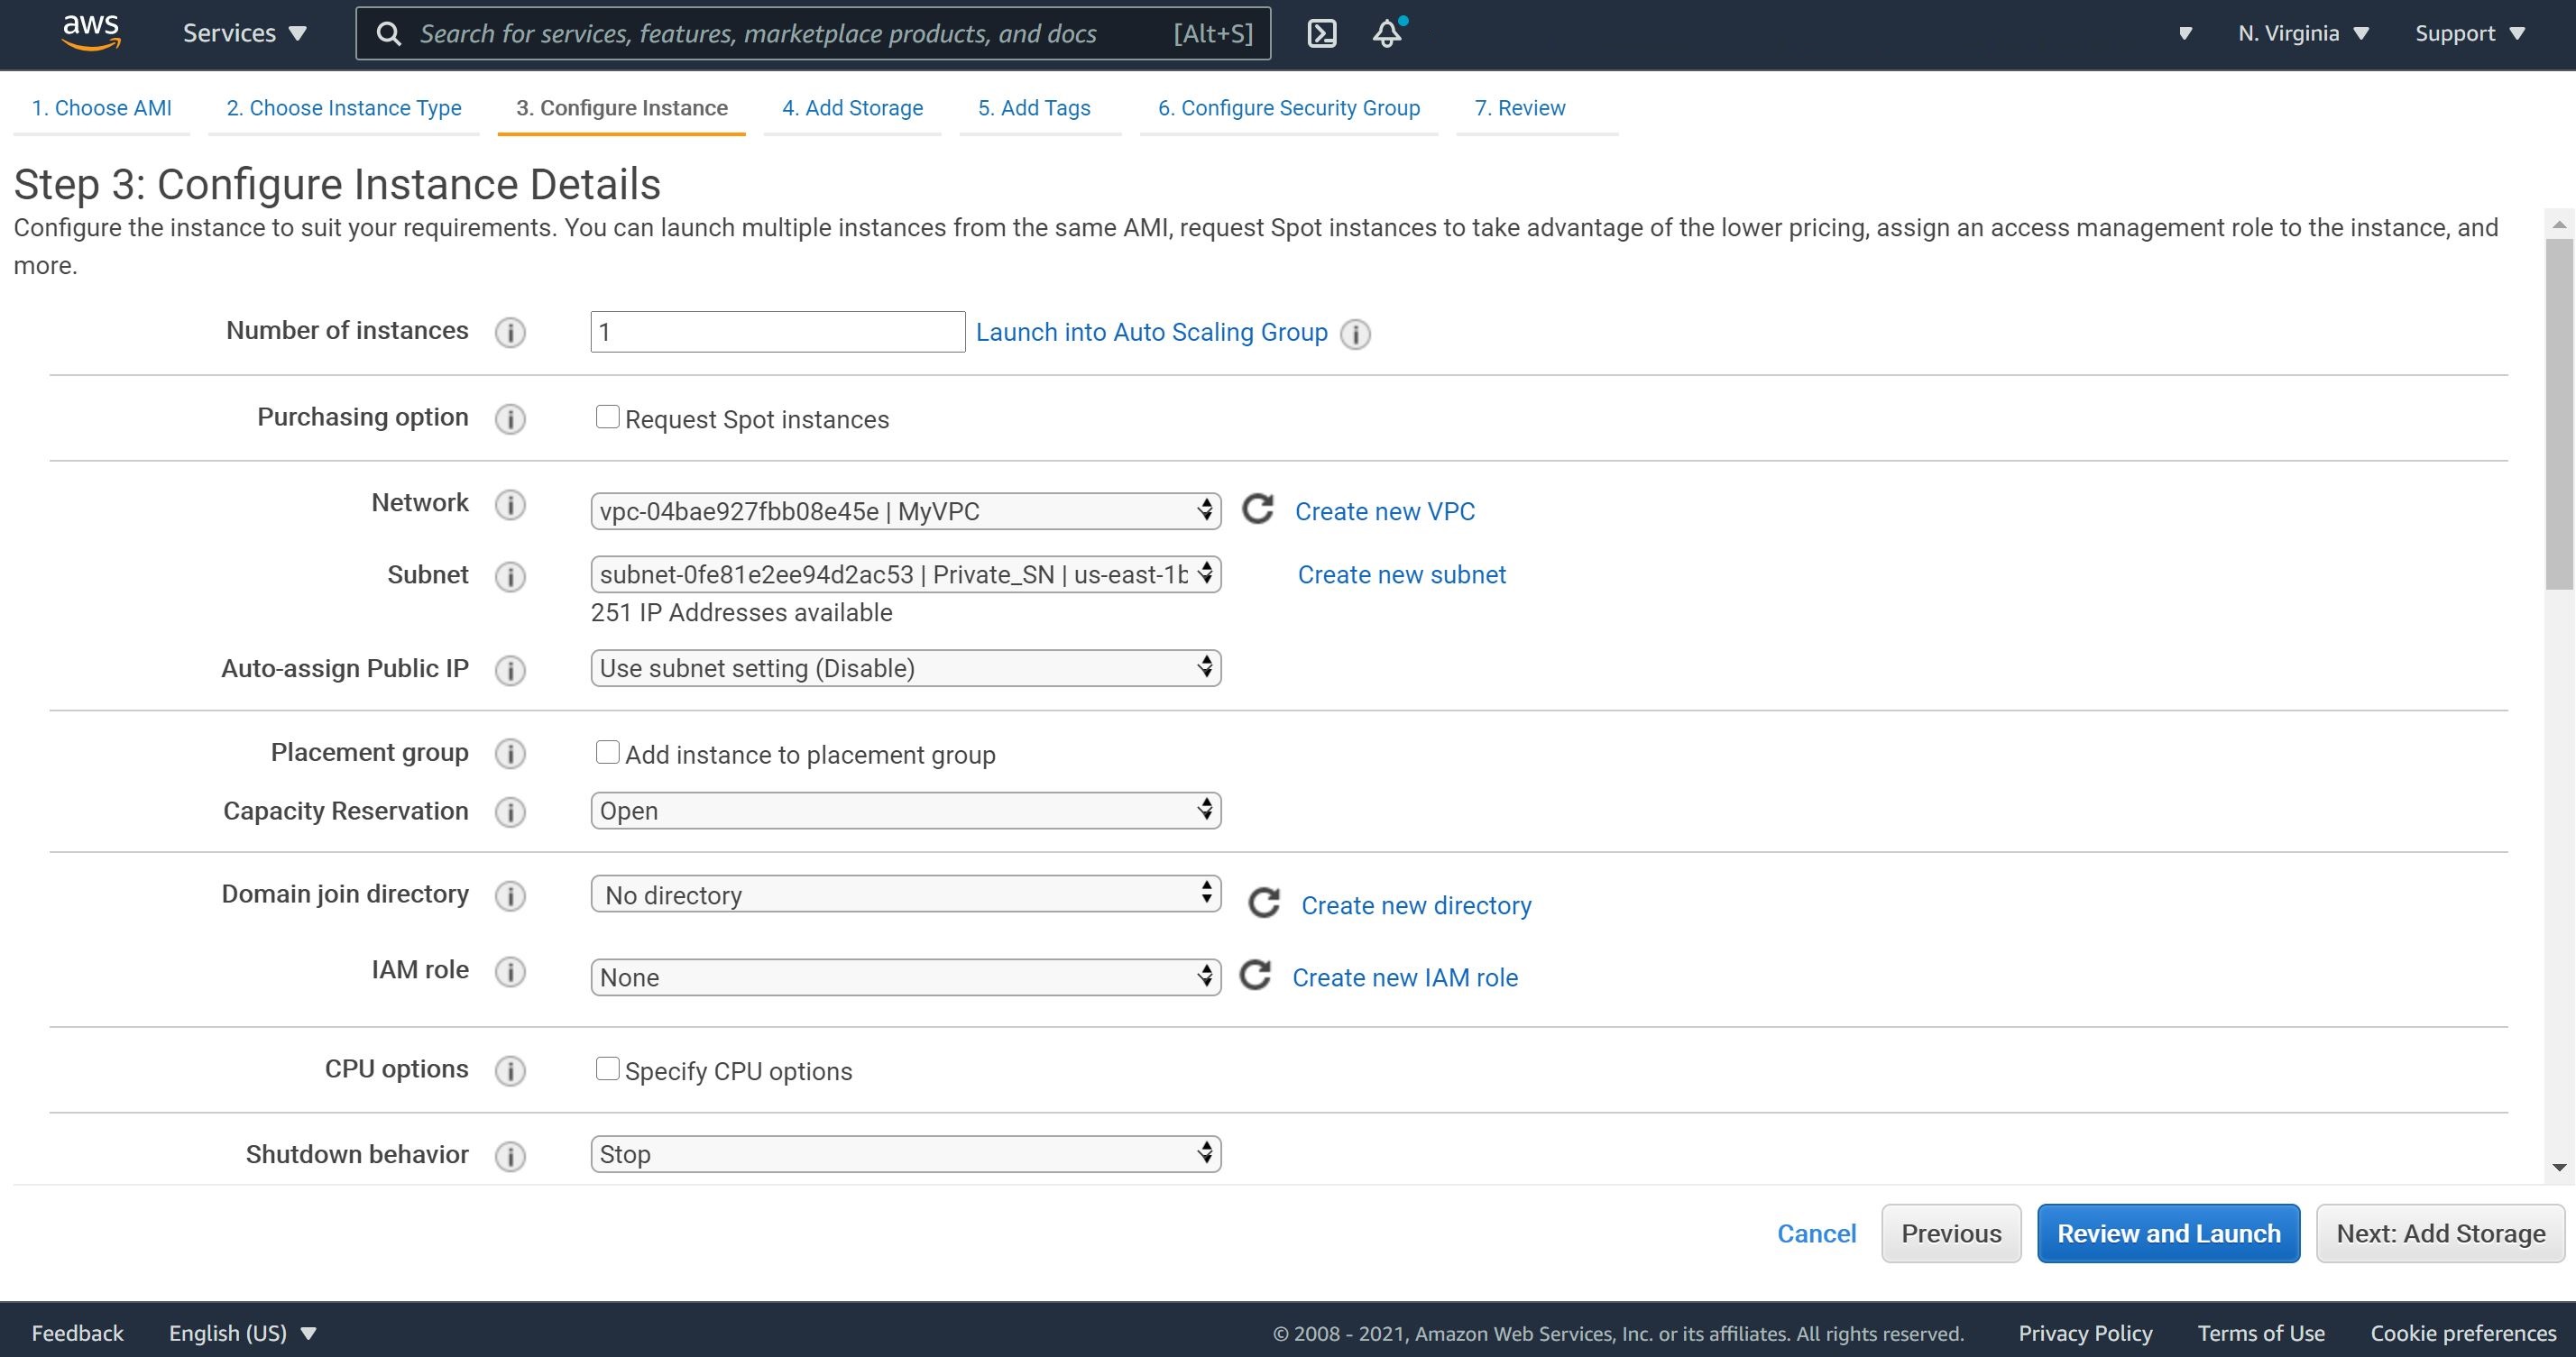 aws
Services
Search for services, features, marketplace products, and docs [Alt+S]
N. Virginia
Support
1. Choose AMI
2. Choose Instance Type
3. Configure Instance
4. Add Storage
5. Add Tags
6. Configure Security Group
7. Review
Step 3: Configure Instance Details
Configure the instance to suit your requirements. You can launch multiple instances from the same AMI, request Spot instances to take advantage of the lower pricing, assign an access management role to the instance, and
more.
Number of instances 1 Launch into Auto Scaling Group
Purchasing option Request Spot instances
Network vpc-04bae927fbb08e45e | MyVPC Create new VPC
Subnet subnet-0fe81e2ee94d2ac53 | Private_SN | us-east-1b Create new subnet
251 IP Addresses available
Auto-assign Public IP Use subnet setting (Disable)
Placement group Add instance to placement group
Capacity Reservation Open
Domain join directory No directory Create new directory
IAM role None Create new IAM role
CPU options Specify CPU options
Shutdown behavior Stop
Cancel Previous Review and Launch Next: Add Storage
Feedback English (US) © 2008 - 2021, Amazon Web Services, Inc. or its affiliates. All rights reserved. Privacy Policy Terms of Use Cookie preferences